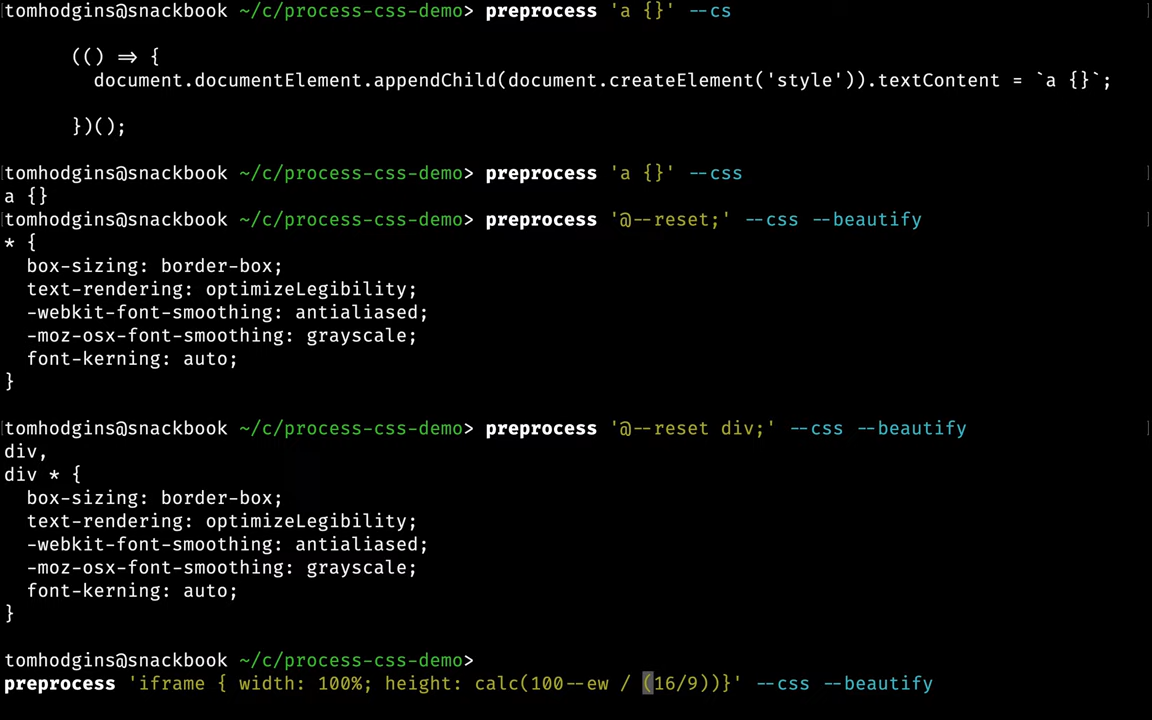 tomhodgins@snackbook ~/c/process-css-demo> preprocess 'a {}' --cs
(() => {
document.documentElement.appendChild(document.createElement('style')).textContent = `a {}`;
})();
tomhodgins@snackbook ~/c/process-css-demo> preprocess 'a {}' --css
a {}
tomhodgins@snackbook ~/c/process-css-demo> preprocess '@--reset;' --css --beautify
* {
box-sizing: border-box;
text-rendering: optimizeLegibility;
-webkit-font-smoothing: antialiased;
-moz-osx-font-smoothing: grayscale;
font-kerning: auto;
}
tomhodgins@snackbook ~/c/process-css-demo> preprocess '@--reset div;' --css --beautify
div,
div * {
box-sizing: border-box;
text-rendering: optimizeLegibility;
-webkit-font-smoothing: antialiased;
-moz-osx-font-smoothing: grayscale;
font-kerning: auto;
}
tomhodgins@snackbook ~/c/process-css-demo>
preprocess 'iframe { width: 100%; height: calc(100--ew / (16/9))}' --css --beautify